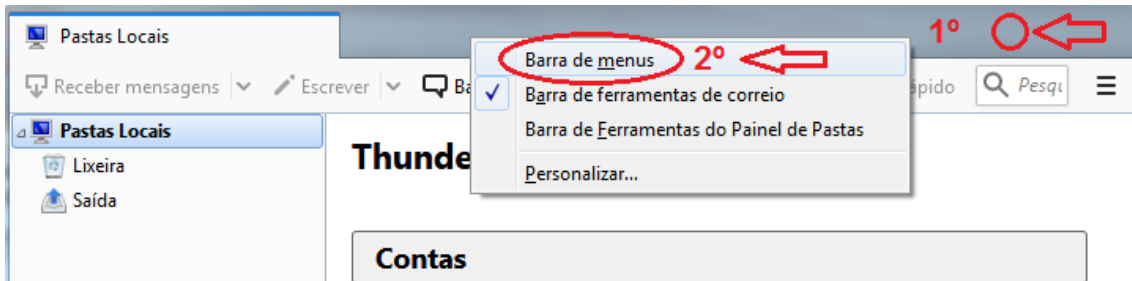 Pastas Locais
1º
Barra de menus 2º
Receber mensagens Escrever Ba
Barra de ferramentas de correio
ápido Pesqu
Pastas Locais
Barra de Ferramentas do Painel de Pastas
Lixeira
Thunde
Personalizar...
Saída
Contas